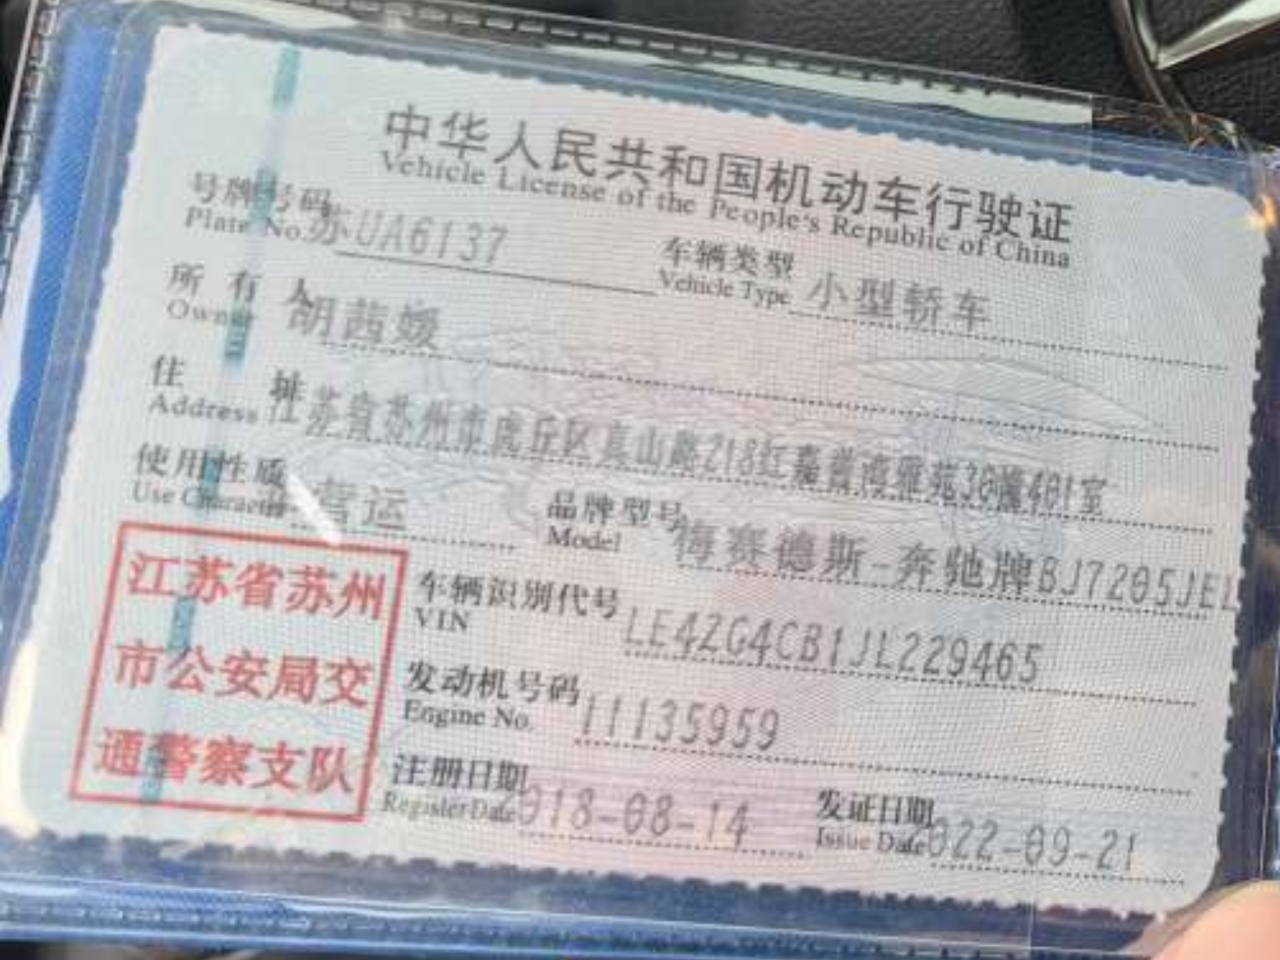 中华人民共和国机动车行驶证
Vehicle License of the People's Republic of China
号牌号码 苏UA6137 车辆类型 小型轿车
Plate No. Vehicle Type
所有人 胡茜媛
Owner
住址 江苏省苏州市虎丘区真山路218红嘉誉湾雅苑30幢401室
Address
使用性质 非营运 品牌型号 梅赛德斯-奔驰牌BJ7205JEL
Use Character Model
江苏省苏州
市公安局交
通警察支队
车辆识别代号 LE4ZG4CB1JL229465
VIN
发动机号码 11135959
Engine No.
注册日期 2018-08-14 发证日期 2022-09-21
Register Date Issue Date